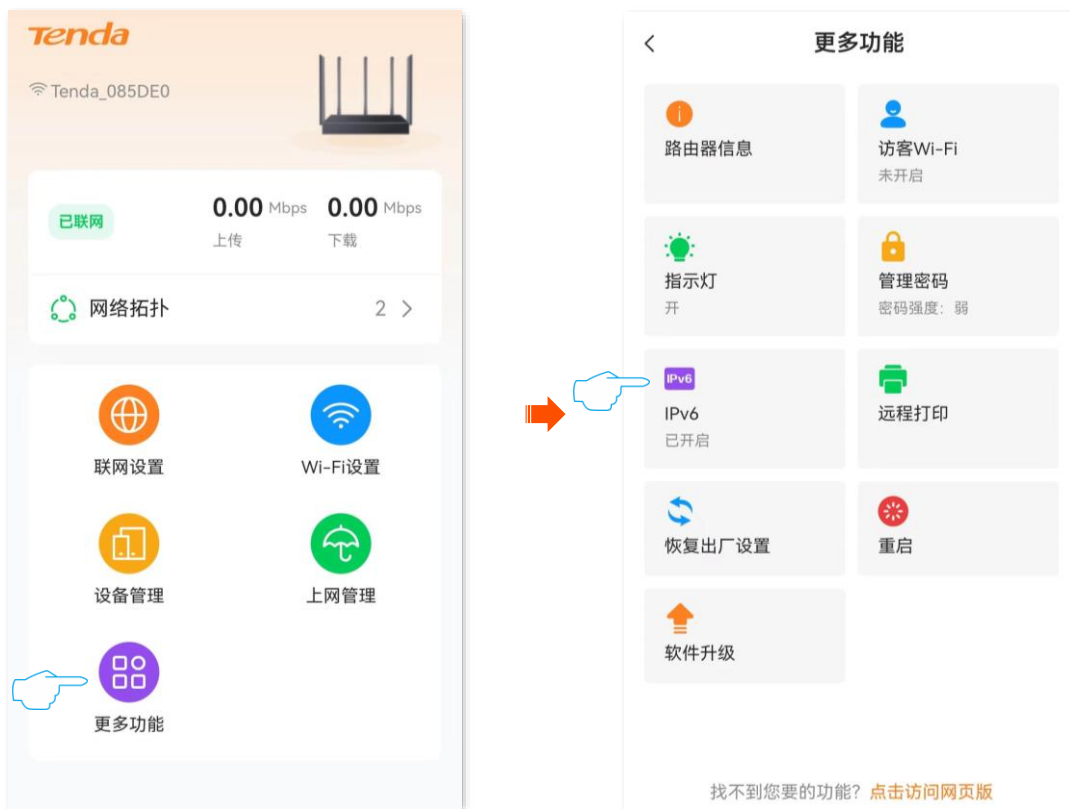 Tenda
Tenda_085DE0
已联网
0.00 Mbps 0.00 Mbps
上传 下载
网络拓扑 2
联网设置 Wi-Fi设置
设备管理 上网管理
更多功能
更多功能
路由器信息 访客Wi-Fi
未开启
指示灯 管理密码
开 密码强度：弱
IPv6
IPv6 远程打印
已开启
恢复出厂设置 重启
软件升级
找不到您要的功能？点击访问网页版